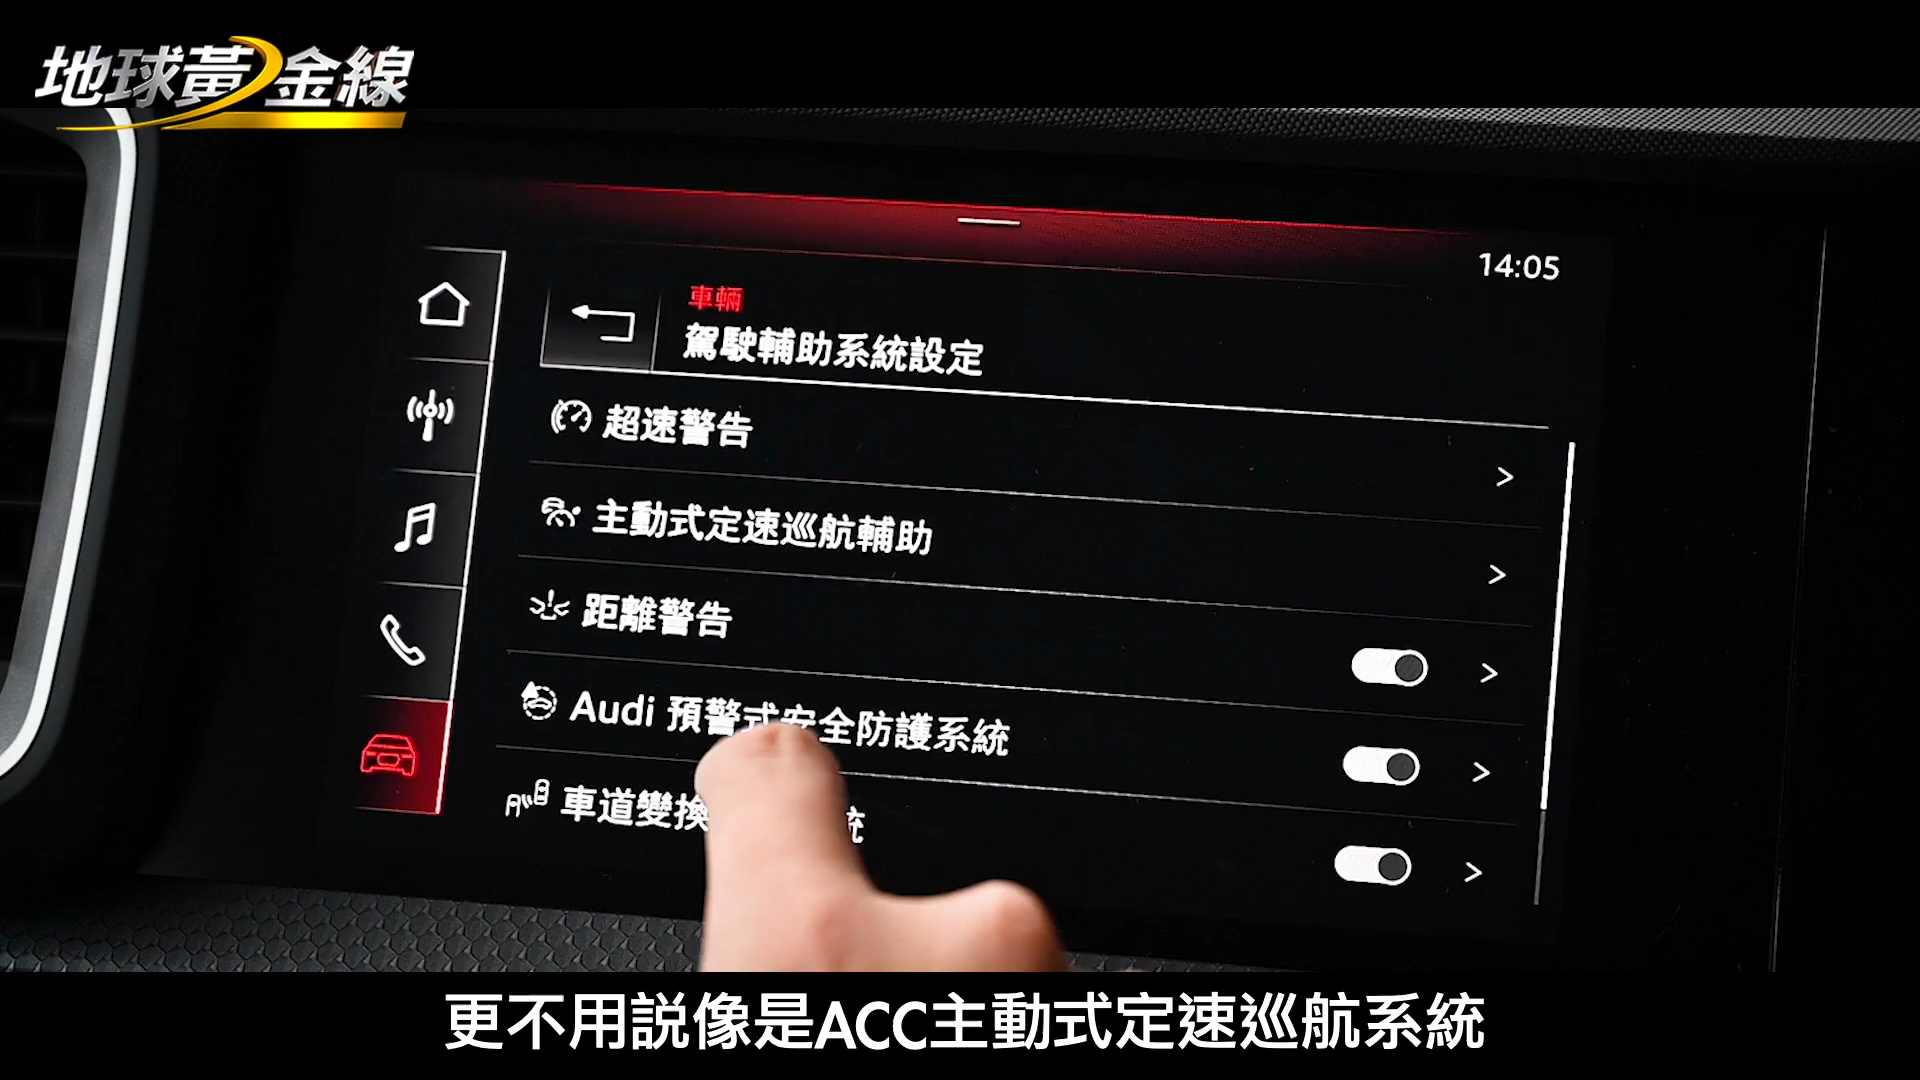 地球黃金線
14:05
車輛
駕駛輔助系統設定
超速警告
主動式定速巡航輔助
距離警告
Audi 預警式安全防護系統
車道變換
統
更不用説像是ACC主動式定速巡航系統